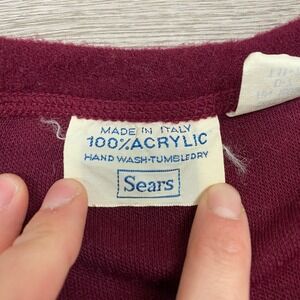 MADE IN ITALY
100% ACRYLIC
HAND WASH-TUMBLE DRY
Sears